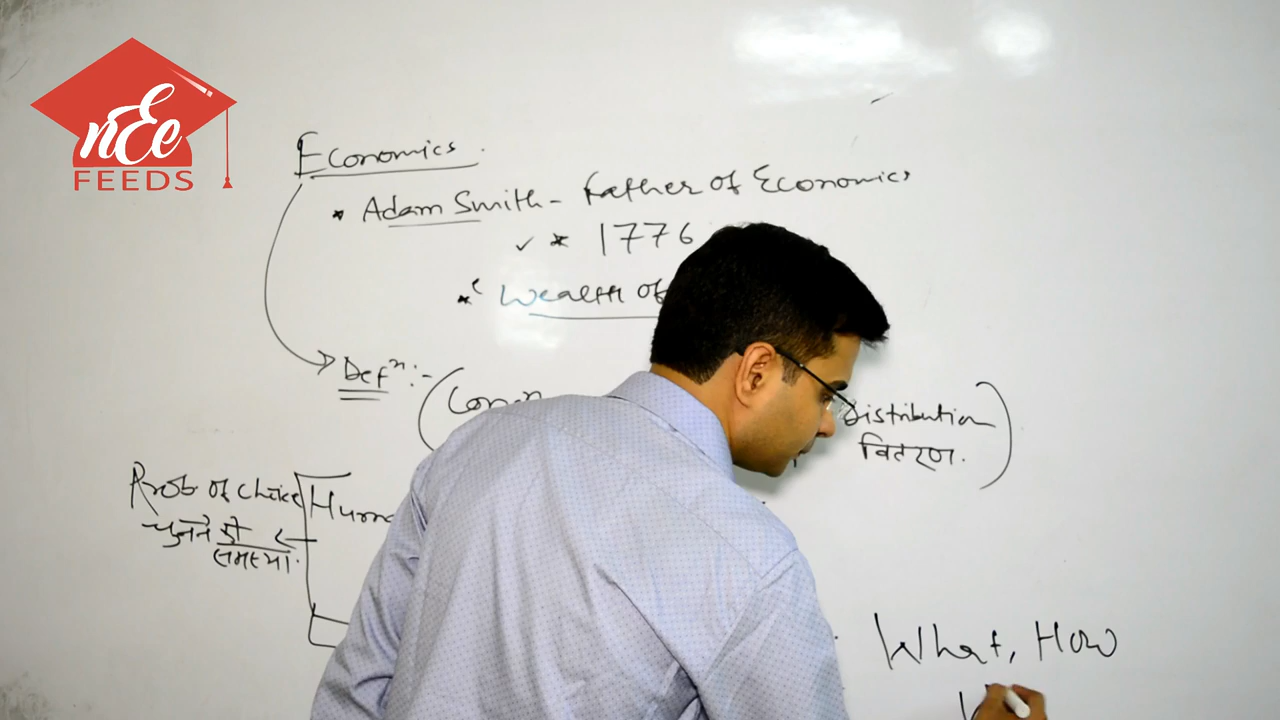 nEe
FEEDS
Economics.
* Adam Smith - Father of Economics
✓ * 1776
* ' Wealth of
Defⁿ :- (
Distribution )
वितरण.
Prob of choice
चुनने की
समस्या.
What, How